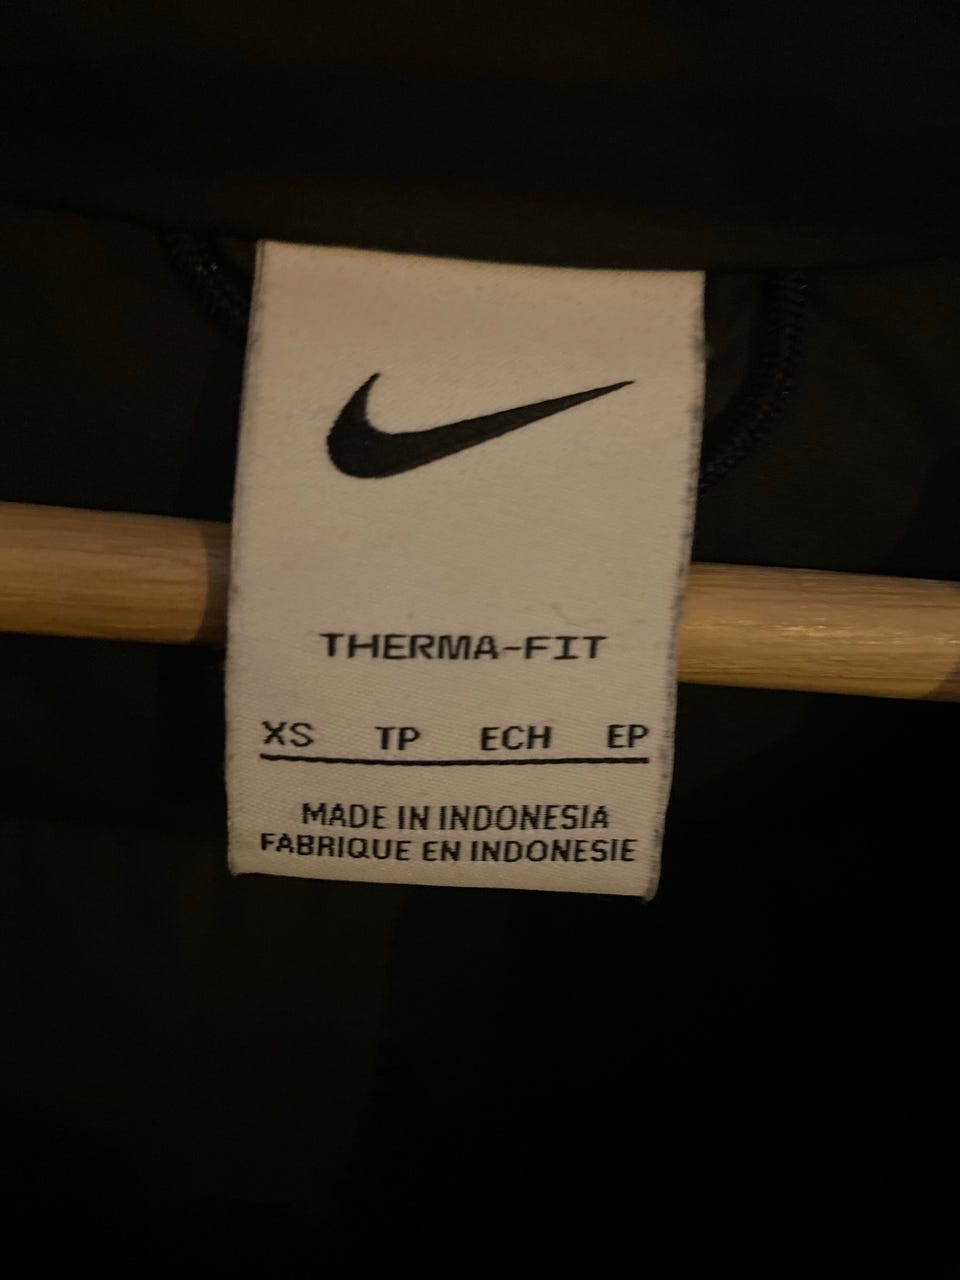 THERMA-FIT
XS TP ECH EP
MADE IN INDONESIA
FABRIQUE EN INDONESIE